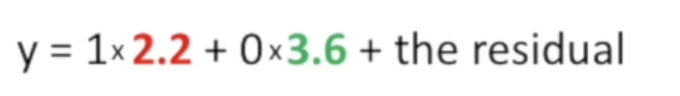 y = 1×2.2 + 0×3.6 + the residual